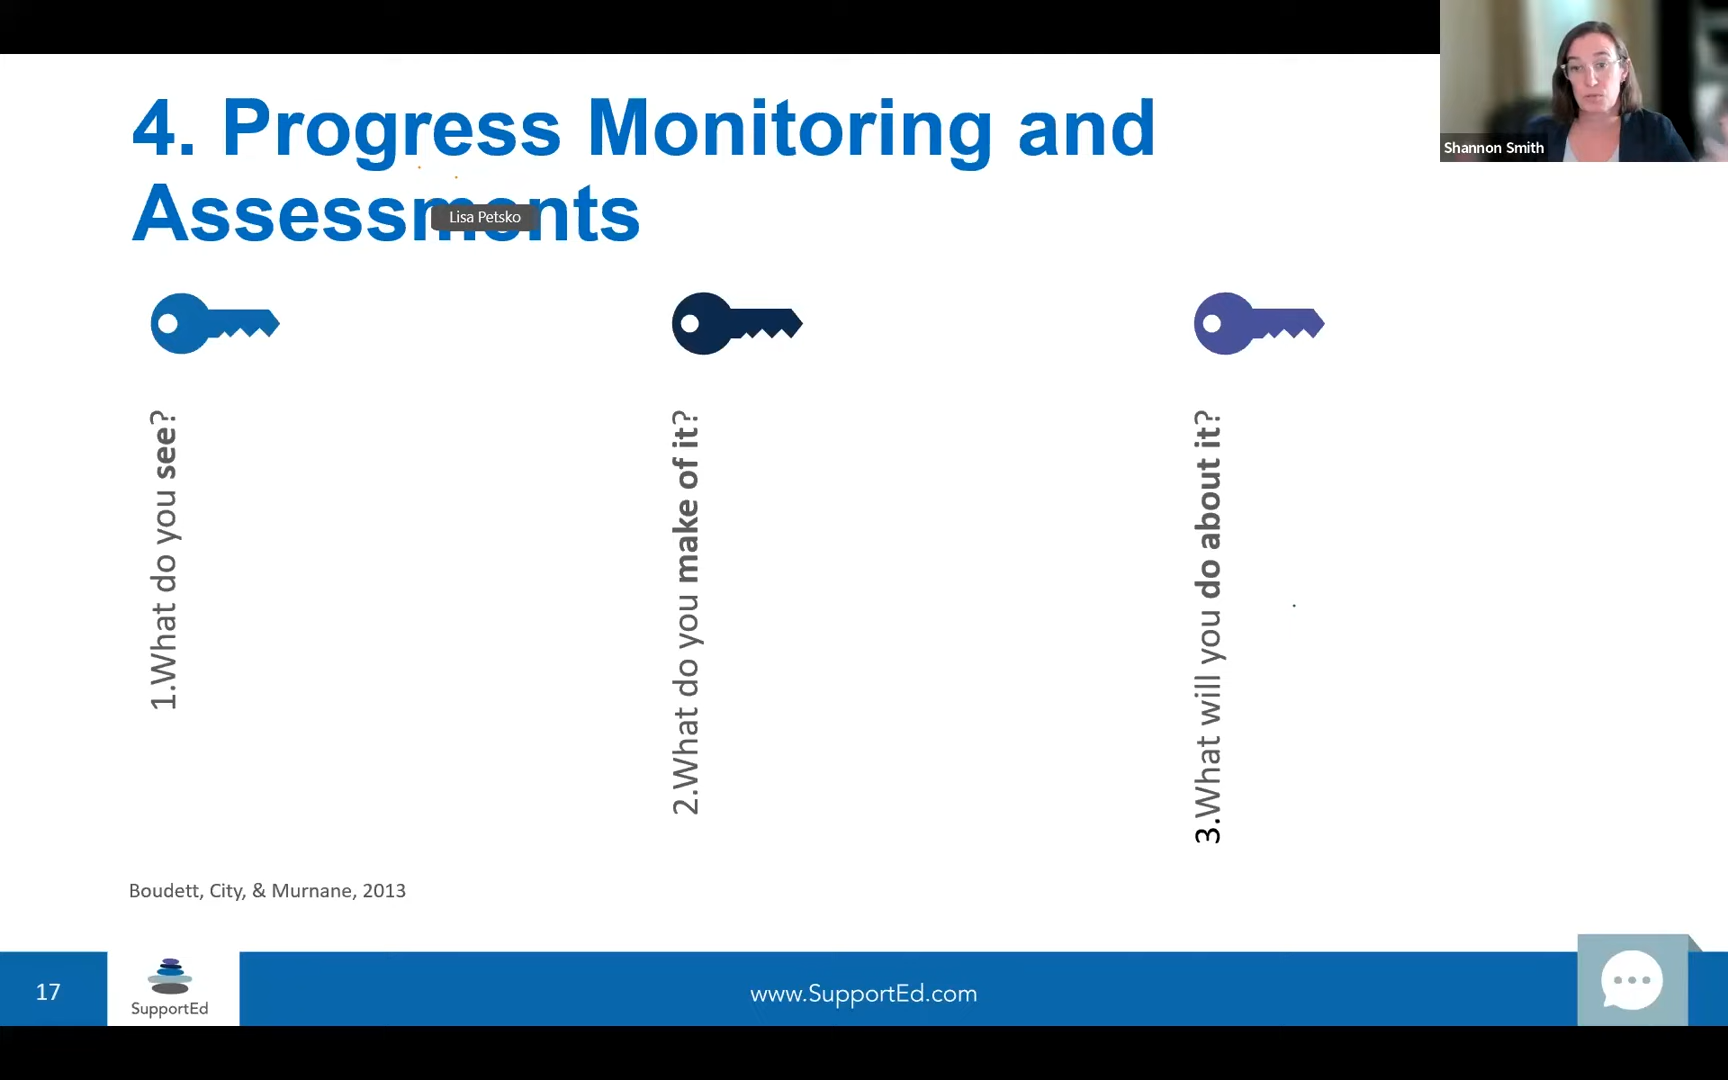 4. Progress Monitoring and
Assessments
Lisa Petsko
Shannon Smith
1.What do you see?
2.What do you make of it?
3.What will you do about it?
Boudett, City, & Murnane, 2013
17
SupportEd
www.SupportEd.com